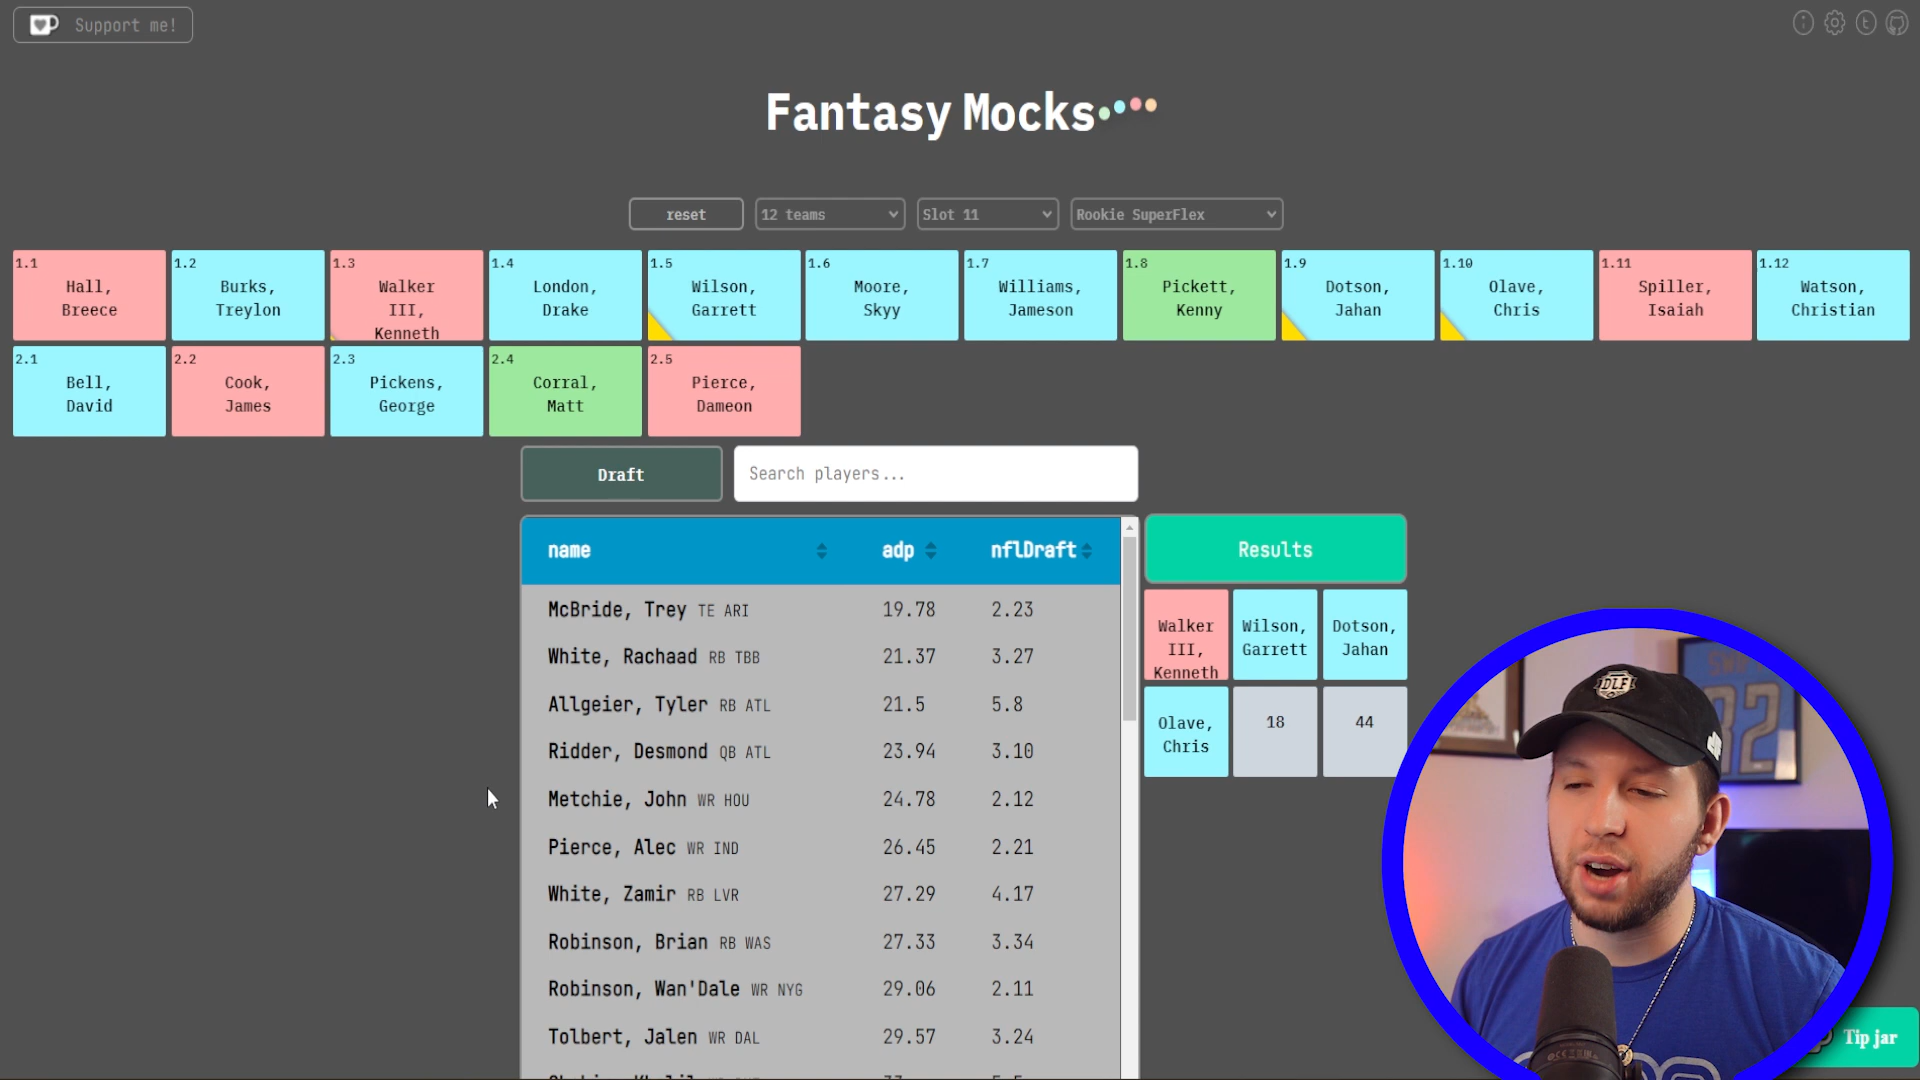 Support me!
Fantasy Mocks
reset
12 teams
Slot 11
Rookie SuperFlex
1.1
Hall,
Breece
1.2
Burks,
Treylon
1.3
Walker
III,
Kenneth
1.4
London,
Drake
1.5
Wilson,
Garrett
1.6
Moore,
Skyy
1.7
Williams,
Jameson
1.8
Pickett,
Kenny
1.9
Dotson,
Jahan
1.10
Olave,
Chris
1.11
Spiller,
Isaiah
1.12
Watson,
Christian
2.1
Bell,
David
2.2
Cook,
James
2.3
Pickens,
George
2.4
Corral,
Matt
2.5
Pierce,
Dameon
Draft
Search players...
name adp nflDraft
McBride, Trey TE ARI 19.78 2.23
White, Rachaad RB TBB 21.37 3.27
Allgeier, Tyler RB ATL 21.5 5.8
Ridder, Desmond QB ATL 23.94 3.10
Metchie, John WR HOU 24.78 2.12
Pierce, Alec WR IND 26.45 2.21
White, Zamir RB LVR 27.29 4.17
Robinson, Brian RB WAS 27.33 3.34
Robinson, Wan'Dale WR NYG 29.06 2.11
Tolbert, Jalen WR DAL 29.57 3.24
Results
Walker
III,
Kenneth
Wilson,
Garrett
Dotson,
Jahan
Olave,
Chris
18
44
DLF
32
Tip jar